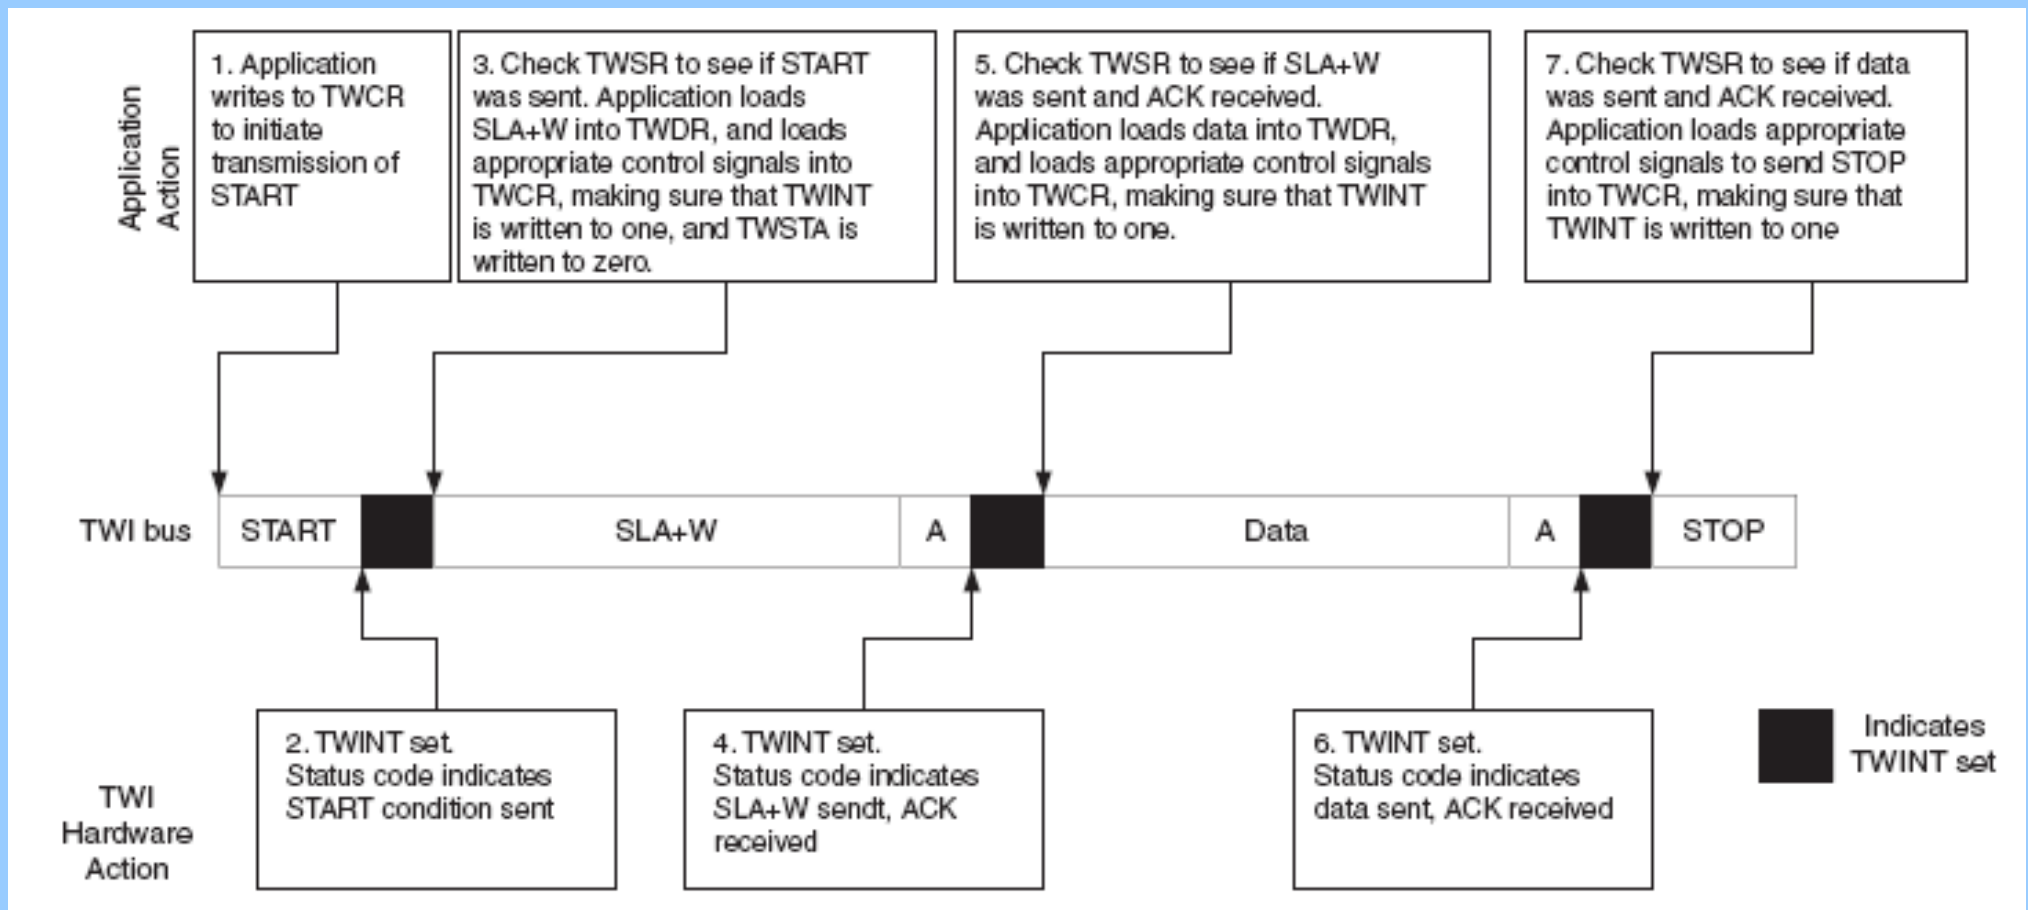 Application
Action
1. Application
writes to TWCR
to initiate
transmission of
START
3. Check TWSR to see if START
was sent. Application loads
SLA+W into TWDR, and loads
appropriate control signals into
TWCR, making sure that TWINT
is written to one, and TWSTA is
written to zero.
5. Check TWSR to see if SLA+W
was sent and ACK received.
Application loads data into TWDR,
and loads appropriate control signals
into TWCR, making sure that TWINT
is written to one.
7. Check TWSR to see if data
was sent and ACK received.
Application loads appropriate
control signals to send STOP
into TWCR, making sure that
TWINT is written to one
TWI bus
START
SLA+W
A
Data
A
STOP
TWI
Hardware
Action
2. TWINT set.
Status code indicates
START condition sent
4. TWINT set.
Status code indicates
SLA+W sendt, ACK
received
6. TWINT set.
Status code indicates
data sent, ACK received
Indicates
TWINT set